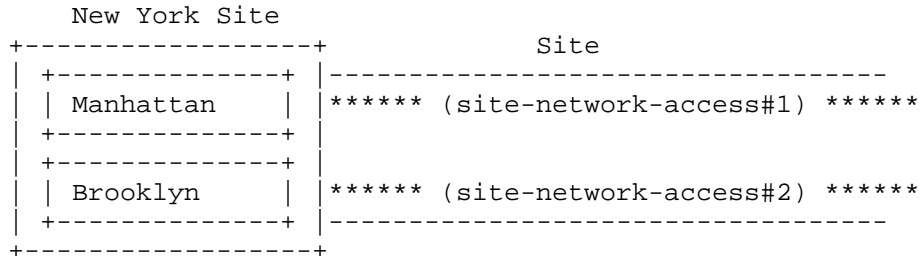 New York Site
Site
Manhattan ****** (site-network-access#1) ******
Brooklyn ****** (site-network-access#2) ******